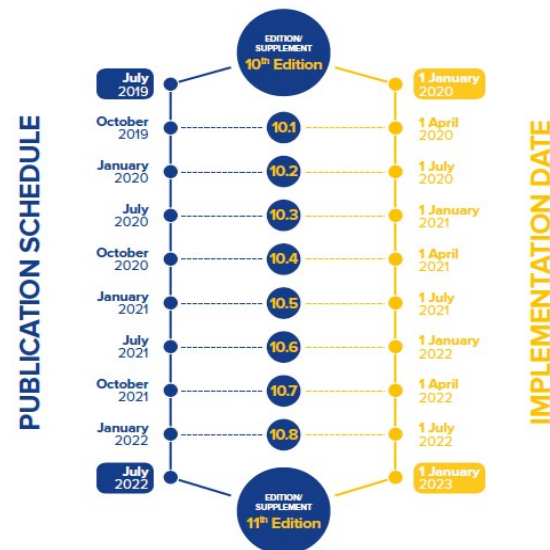 EDITION/
SUPPLEMENT
10th Edition
July
2019
1 January
2020
October
2019
10.1
1 April
2020
January
2020
10.2
1 July
2020
July
2020
10.3
1 January
2021
October
2020
10.4
1 April
2021
January
2021
10.5
1 July
2021
July
2021
10.6
1 January
2022
October
2021
10.7
1 April
2022
January
2022
10.8
1 July
2022
July
2022
1 January
2023
EDITION/
SUPPLEMENT
11th Edition
PUBLICATION SCHEDULE
IMPLEMENTATION DATE